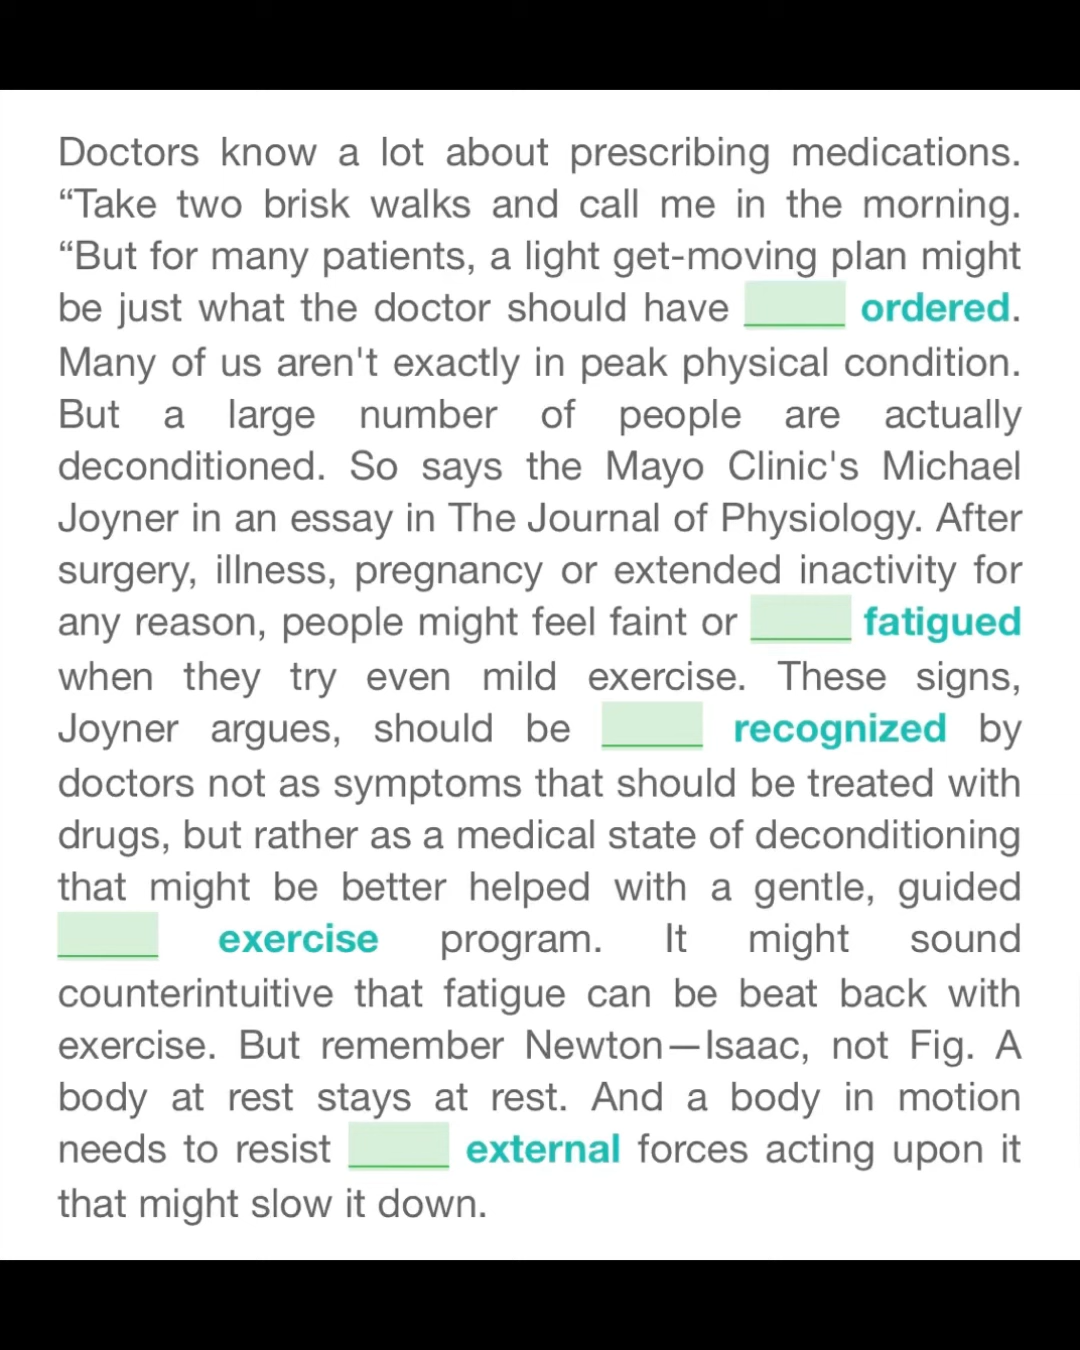 Doctors know a lot about prescribing medications.
“Take two brisk walks and call me in the morning.
“But for many patients, a light get-moving plan might
be just what the doctor should have ____ ordered.
Many of us aren't exactly in peak physical condition.
But a large number of people are actually
deconditioned. So says the Mayo Clinic's Michael
Joyner in an essay in The Journal of Physiology. After
surgery, illness, pregnancy or extended inactivity for
any reason, people might feel faint or ____ fatigued
when they try even mild exercise. These signs,
Joyner argues, should be ____ recognized by
doctors not as symptoms that should be treated with
drugs, but rather as a medical state of deconditioning
that might be better helped with a gentle, guided
____ exercise program. It might sound
counterintuitive that fatigue can be beat back with
exercise. But remember Newton—Isaac, not Fig. A
body at rest stays at rest. And a body in motion
needs to resist ____ external forces acting upon it
that might slow it down.